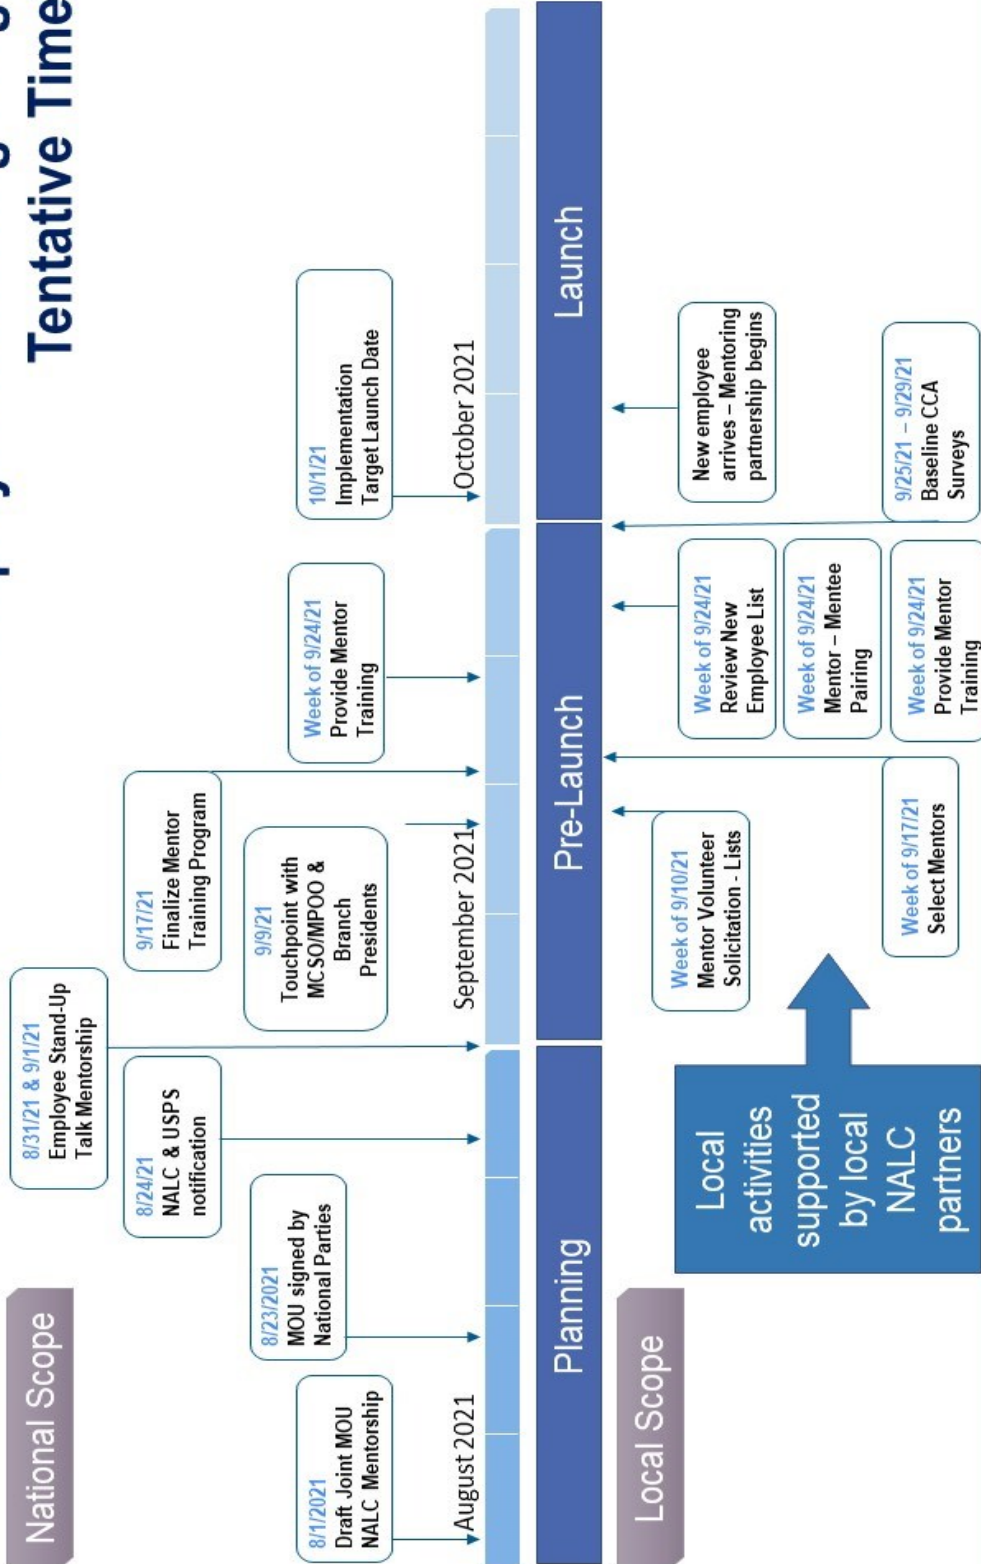 Tentative Time
National Scope
8/31/21 & 9/1/21
Employee Stand-Up
Talk Mentorship
8/24/21
NALC & USPS
notification
9/17/21
Finalize Mentor
Training Program
8/23/2021
MOU signed by
National Parties
9/9/21
Touchpoint with
MCSO/MPOO &
Branch
Presidents
8/1/2021
Draft Joint MOU
NALC Mentorship
Week of 9/24/21
Provide Mentor
Training
10/1/21
Implementation
Target Launch Date
August 2021
September 2021
October 2021
Planning
Pre-Launch
Launch
Local Scope
Local
activities
supported
by local
NALC
partners
Week of 9/10/21
Mentor Volunteer
Solicitation - Lists
Week of 9/17/21
Select Mentors
Week of 9/24/21
Review New
Employee List
Week of 9/24/21
Mentor – Mentee
Pairing
Week of 9/24/21
Provide Mentor
Training
New employee
arrives – Mentoring
partnership begins
9/25/21 – 9/29/21
Baseline CCA
Surveys